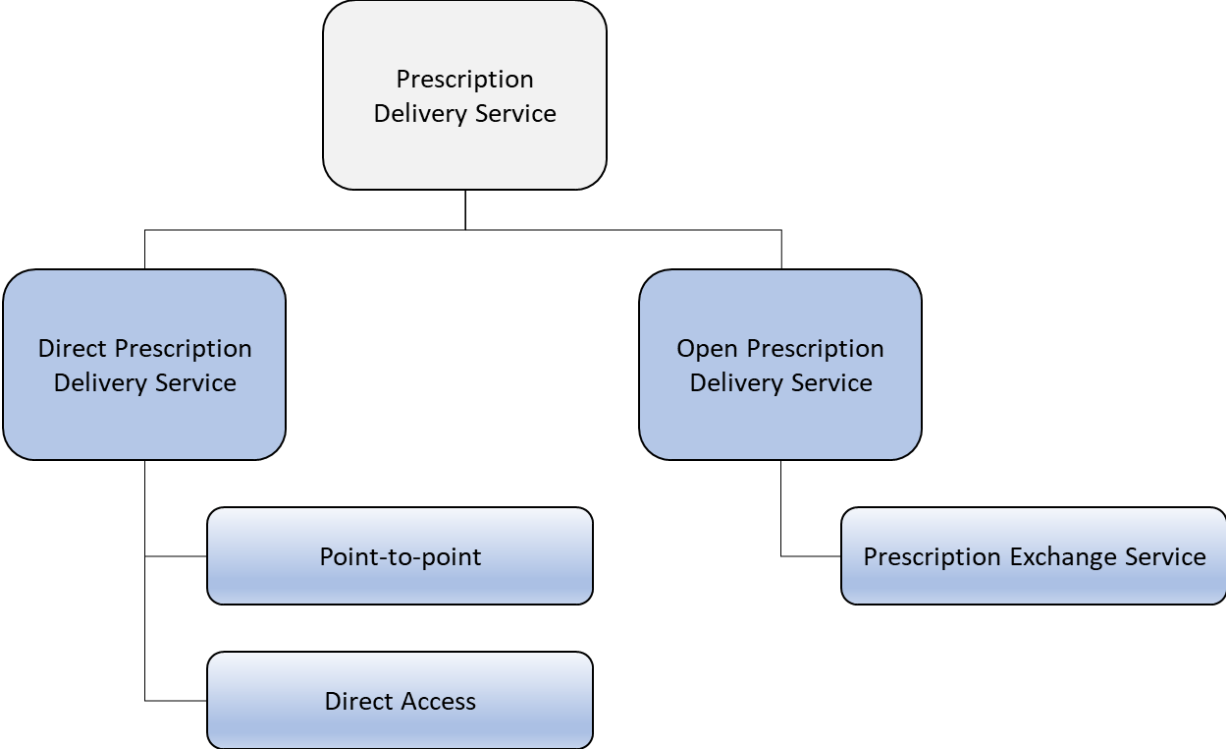 Prescription
Delivery Service
Direct Prescription
Delivery Service
Open Prescription
Delivery Service
Point-to-point
Prescription Exchange Service
Direct Access